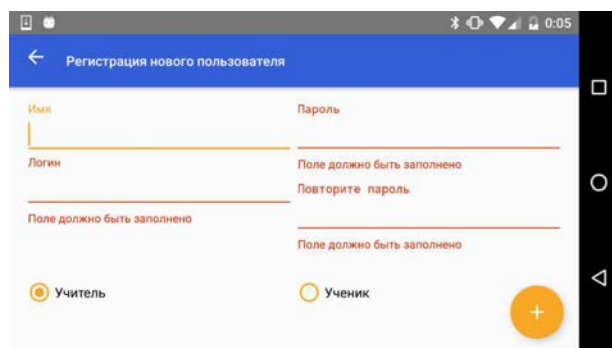 0:05
Регистрация нового пользователя
Имя
Пароль
Логин
Поле должно быть заполнено
Повторите пароль
Поле должно быть заполнено
Поле должно быть заполнено
Учитель
Ученик